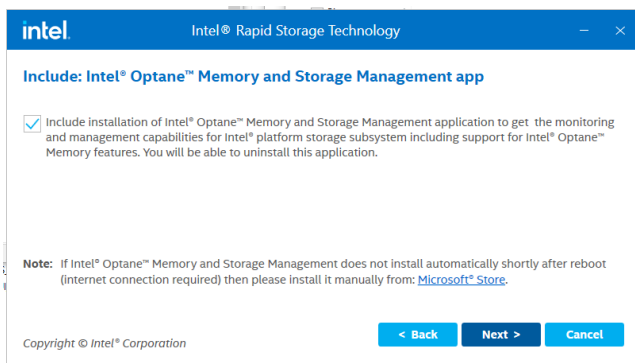 intel.
Intel® Rapid Storage Technology
Include: Intel® Optane™ Memory and Storage Management app
Include installation of Intel® Optane™ Memory and Storage Management application to get the monitoring
and management capabilities for Intel® platform storage subsystem including support for Intel® Optane™
Memory features. You will be able to uninstall this application.
Note: If Intel® Optane™ Memory and Storage Management does not install automatically shortly after reboot
(internet connection required) then please install it manually from: Microsoft® Store.
Copyright © Intel® Corporation
< Back
Next >
Cancel